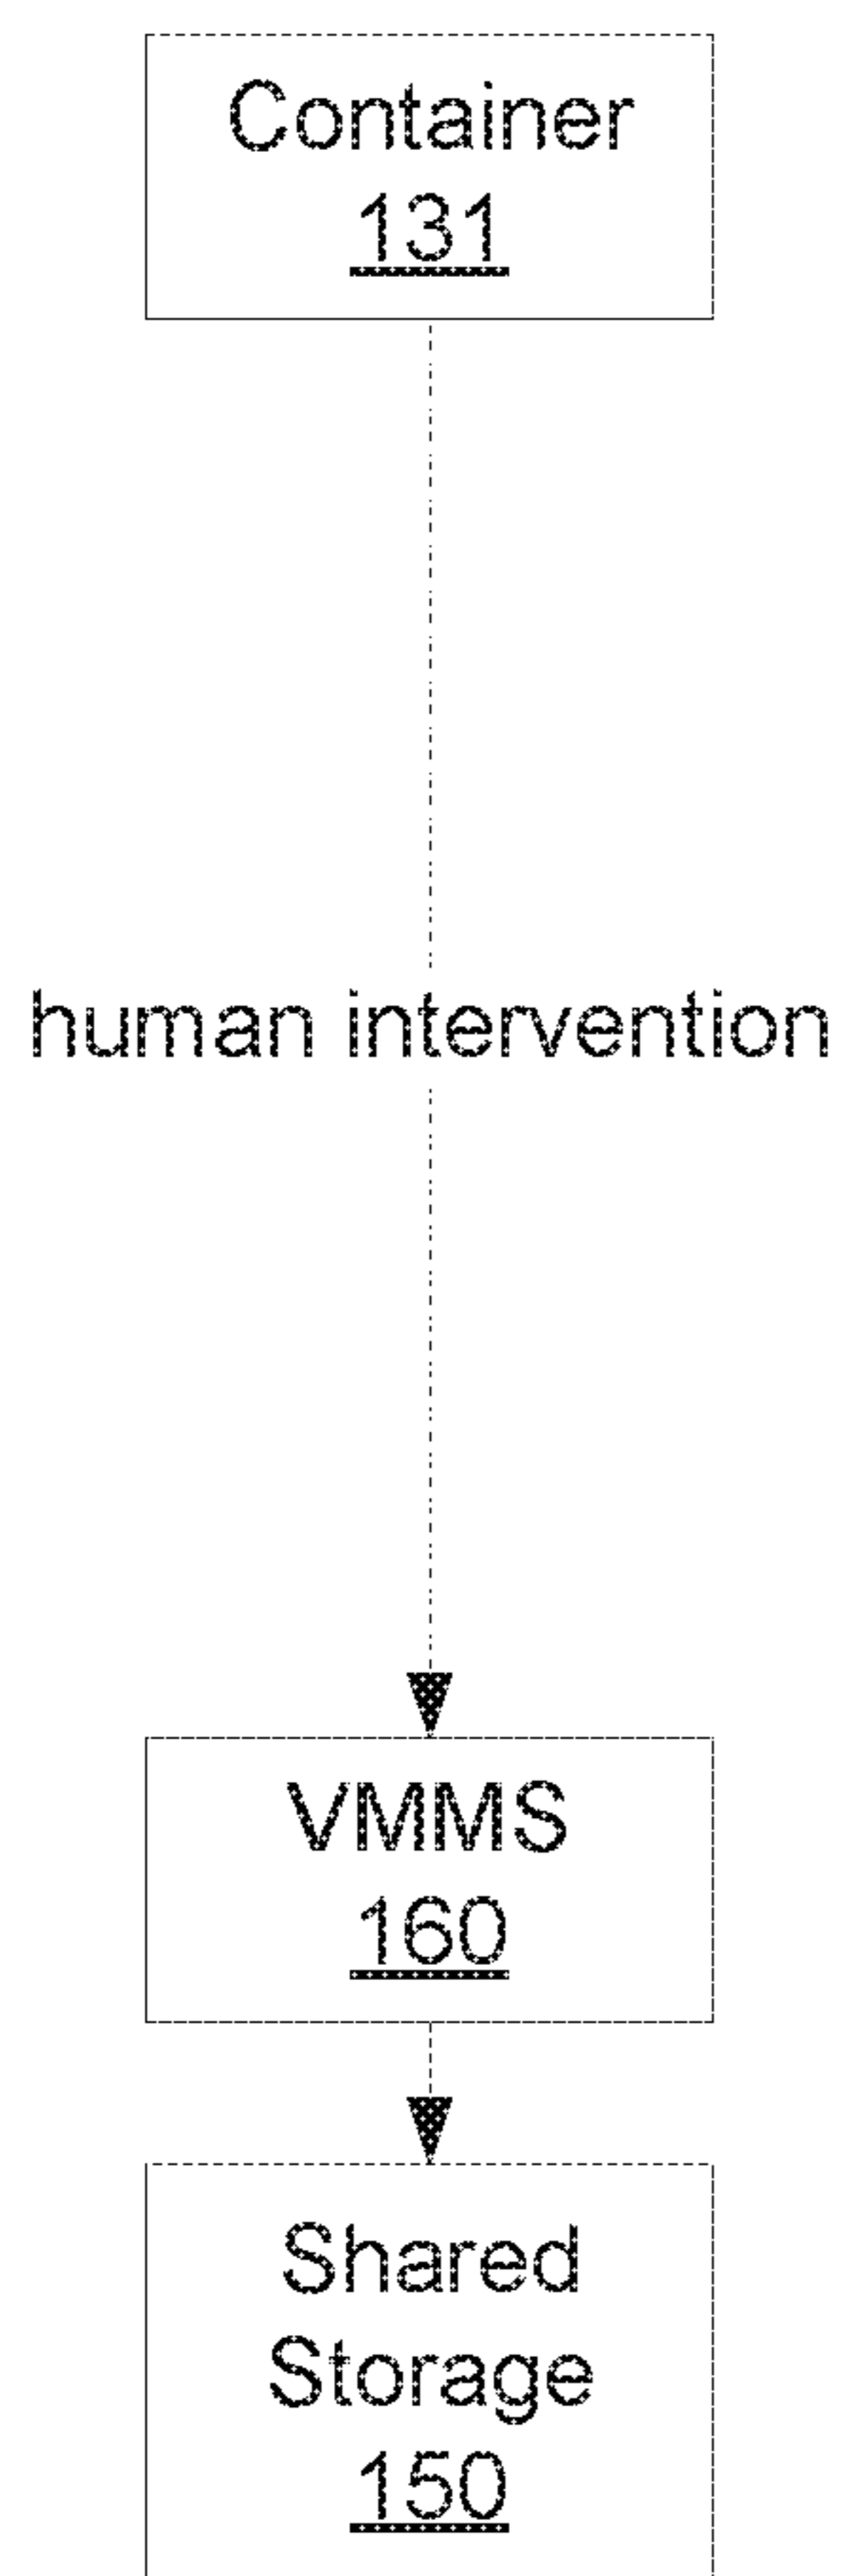 Container
131
human intervention
VMMS
160
Shared
Storage
150